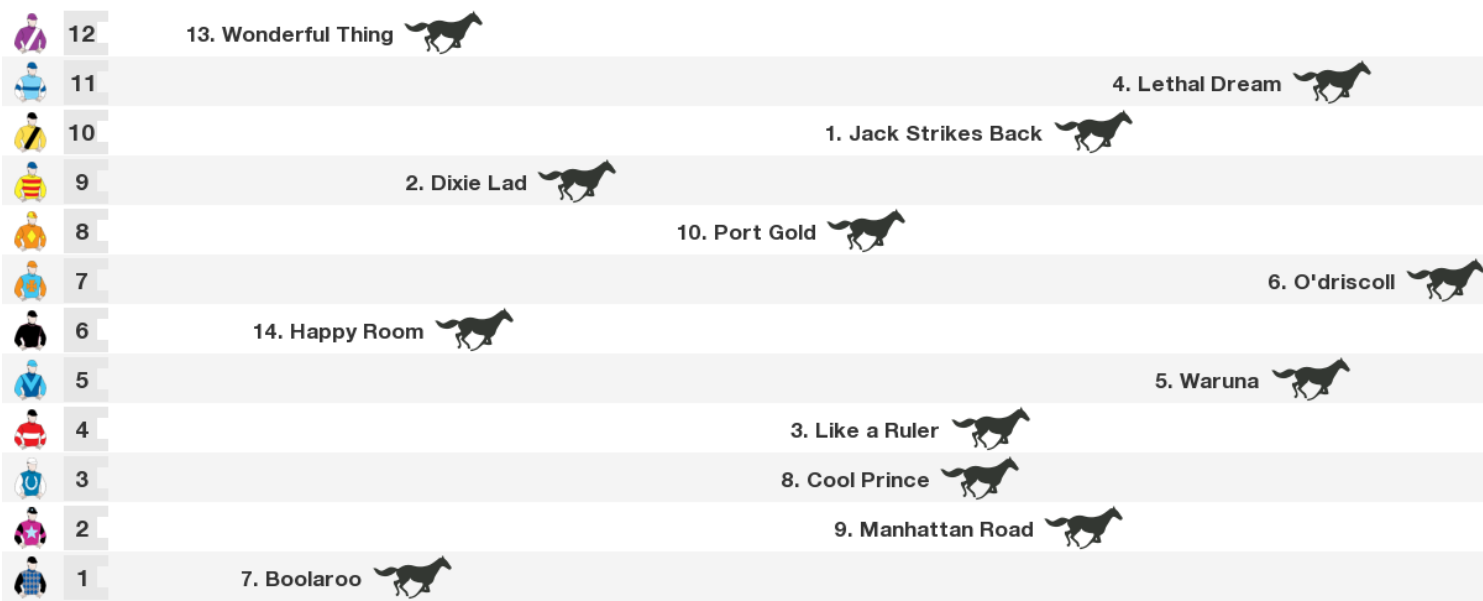 12 13. Wonderful Thing
11 4. Lethal Dream
10 1. Jack Strikes Back
9 2. Dixie Lad
8 10. Port Gold
7 6. O'driscoll
6 14. Happy Room
5 5. Waruna
4 3. Like a Ruler
3 8. Cool Prince
2 9. Manhattan Road
1 7. Boolaroo